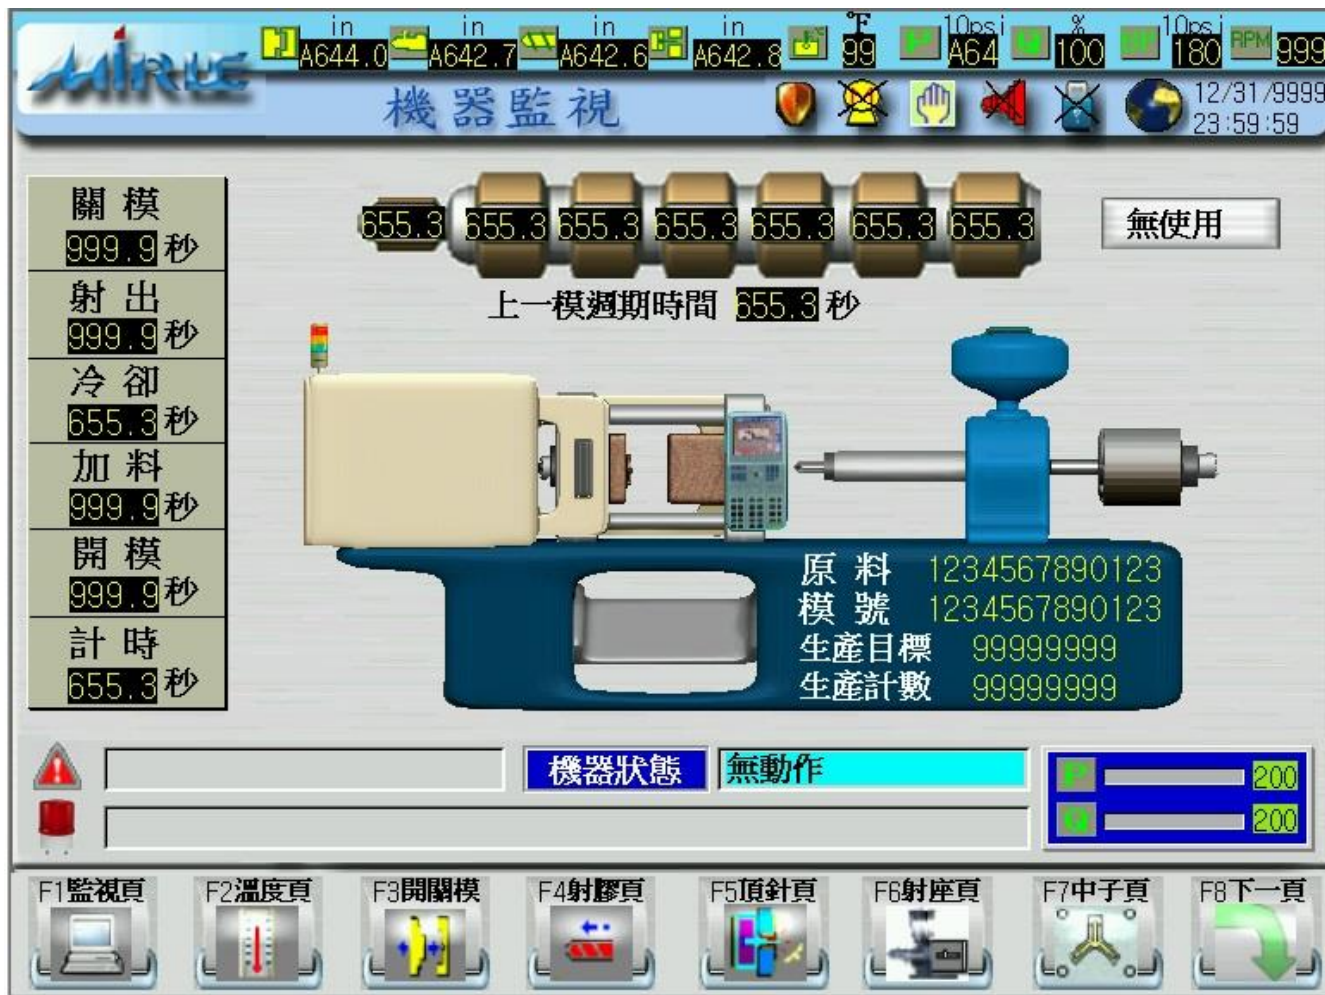 MIRLE
in in in in °F 10psi % 10psi
A644.0 A642.7 A642.6 A642.8 99 P A64 Q 100 BP 180 RPM 999
機器監視
12/31/9999
23:59:59
關模
999.9秒
射出
999.9秒
冷卻
655.3秒
加料
999.9秒
開模
999.9秒
計時
655.3秒
655.3 655.3 655.3 655.3 655.3 655.3 655.3
無使用
上一模週期時間 655.3秒
原料 1234567890123
模號 1234567890123
生產目標 99999999
生產計數 99999999
機器狀態 無動作
P 200
Q 200
F1監視頁 F2溫度頁 F3開關模 F4射膠頁 F5頂針頁 F6射座頁 F7中子頁 F8下一頁